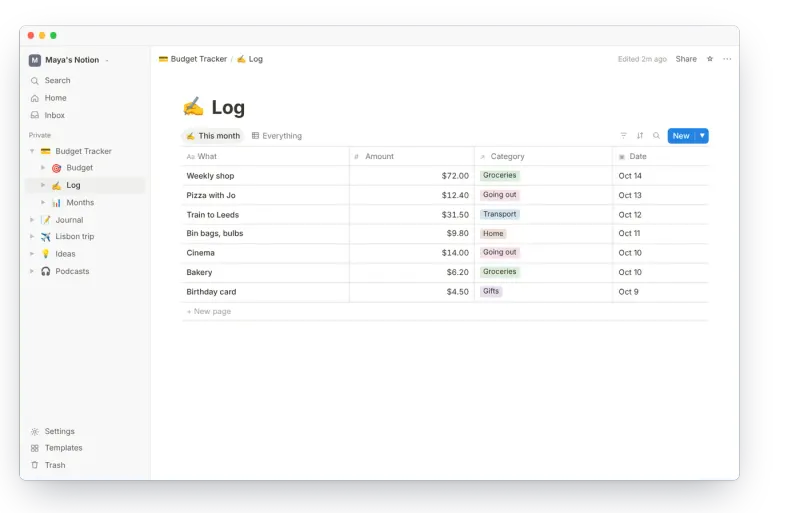 M Maya's Notion
Search
Home
Inbox
Private
Budget Tracker
Budget
Log
Months
Journal
Lisbon trip
Ideas
Podcasts
Settings
Templates
Trash
Budget Tracker / Log
Edited 2m ago Share
Log
This month Everything
New
Aa What # Amount Category Date
Weekly shop $72.00 Groceries Oct 14
Pizza with Jo $12.40 Going out Oct 13
Train to Leeds $31.50 Transport Oct 12
Bin bags, bulbs $9.80 Home Oct 11
Cinema $14.00 Going out Oct 10
Bakery $6.20 Groceries Oct 10
Birthday card $4.50 Gifts Oct 9
+ New page